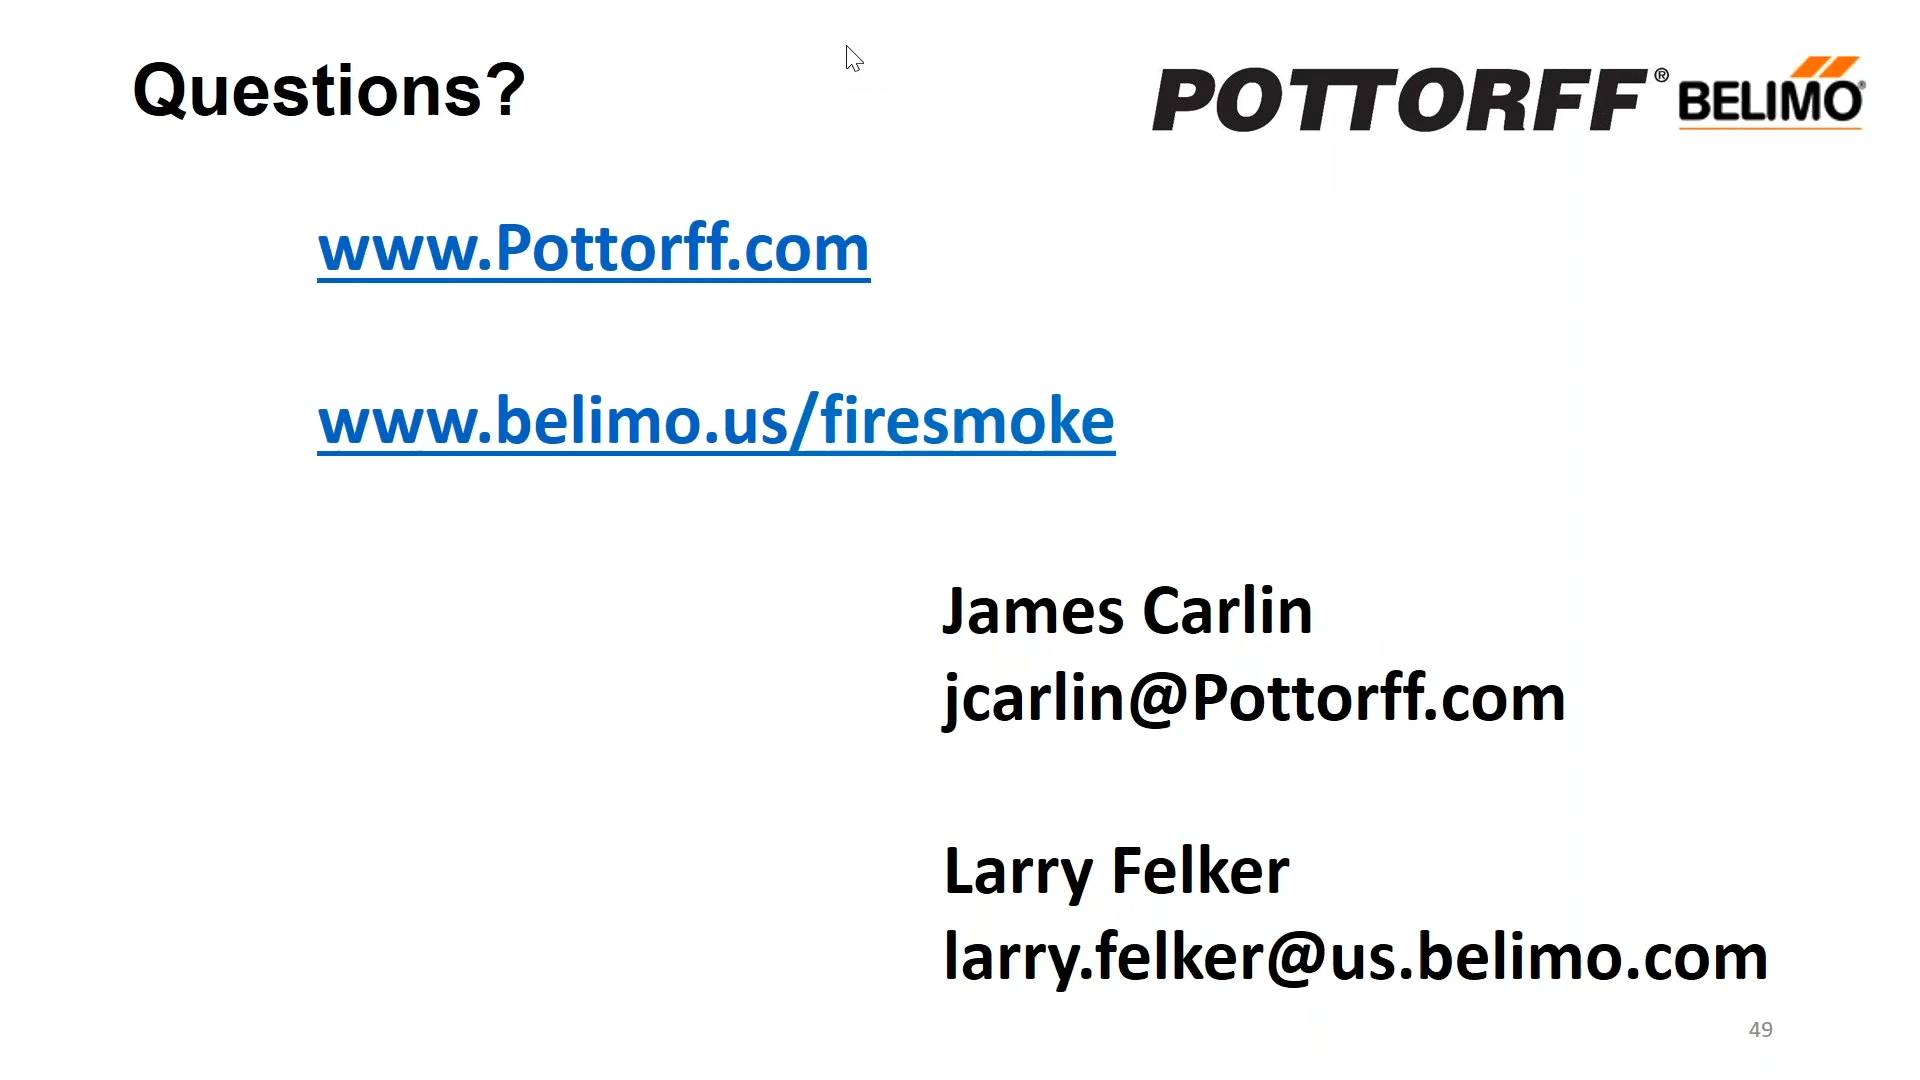 Questions?
POTTORFF® BELIMO®
www.Pottorff.com
www.belimo.us/firesmoke
James Carlin
jcarlin@Pottorff.com
Larry Felker
larry.felker@us.belimo.com
49